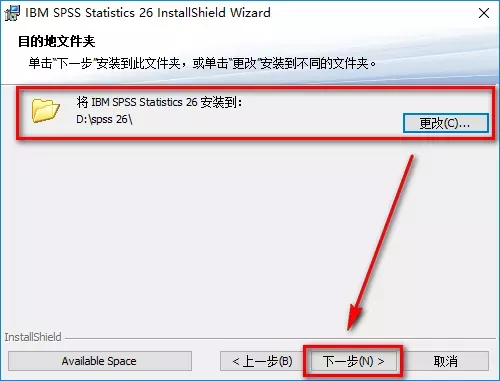 IBM SPSS Statistics 26 InstallShield Wizard
目的地文件夹
单击"下一步"安装到此文件夹，或单击"更改"安装到不同的文件夹。
将 IBM SPSS Statistics 26 安装到:
D:\spss 26\
更改(C)...
InstallShield
Available Space
< 上一步(B)
下一步(N) >
取消